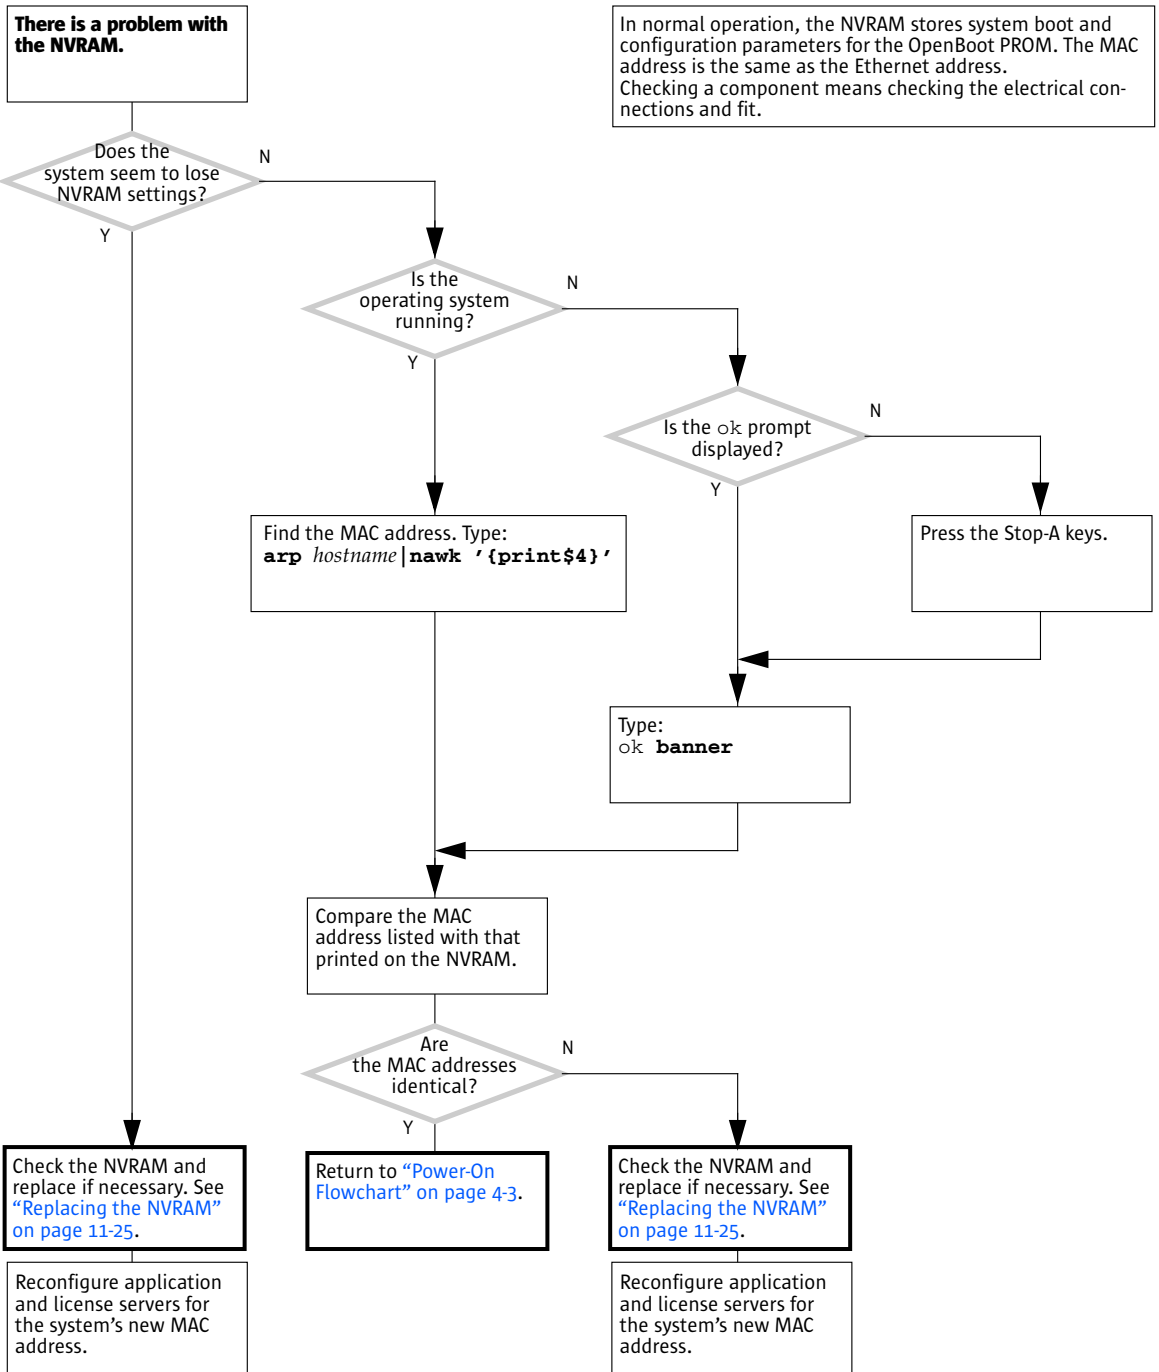 There is a problem with
the NVRAM.
In normal operation, the NVRAM stores system boot and
configuration parameters for the OpenBoot PROM. The MAC
address is the same as the Ethernet address.
Checking a component means checking the electrical con-
nections and fit.
Does the
system seem to lose
NVRAM settings?
N
Y
Is the
operating system
running?
N
Y
Is the ok prompt
displayed?
N
Y
Find the MAC address. Type:
arp hostname|nawk '{print$4}'
Press the Stop-A keys.
Type:
ok banner
Compare the MAC
address listed with that
printed on the NVRAM.
Are
the MAC addresses
identical?
N
Y
Check the NVRAM and
replace if necessary. See
“Replacing the NVRAM”
on page 11-25.
Return to “Power-On
Flowchart” on page 4-3.
Check the NVRAM and
replace if necessary. See
“Replacing the NVRAM”
on page 11-25.
Reconfigure application
and license servers for
the system’s new MAC
address.
Reconfigure application
and license servers for
the system’s new MAC
address.